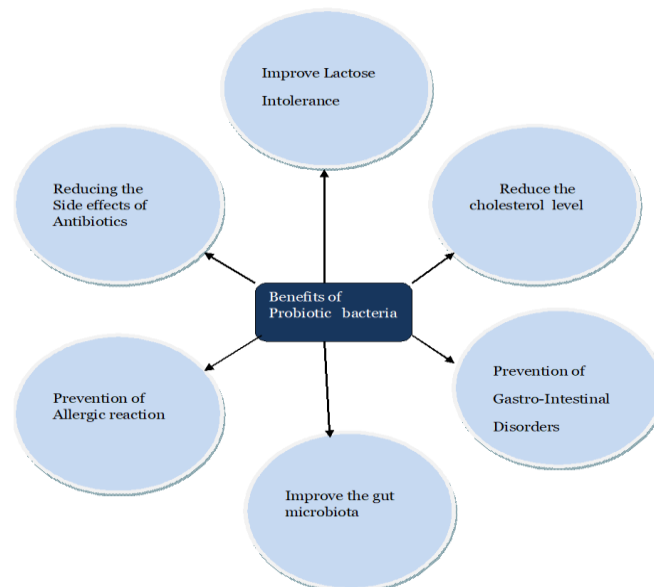 Improve Lactose
Intolerance
Reducing the
Side effects of
Antibiotics
Reduce the
cholesterol level
Benefits of
Probiotic bacteria
Prevention of
Allergic reaction
Prevention of
Gastro-Intestinal
Disorders
Improve the gut
microbiota